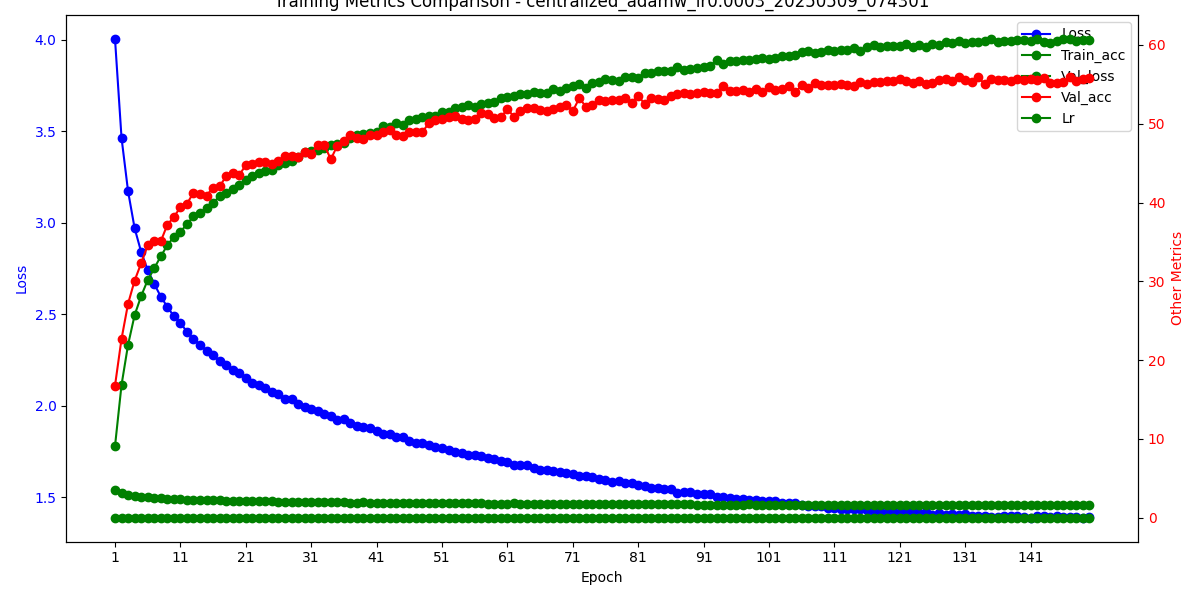 Training Metrics Comparison - centralized_adamw_lr0.0003_20250509_074301
Loss
Train_acc
Val_loss
Val_acc
Lr
4.0
3.5
3.0
2.5
2.0
1.5
Loss
60
50
40
30
20
10
0
Other Metrics
1 11 21 31 41 51 61 71 81 91 101 111 121 131 141
Epoch